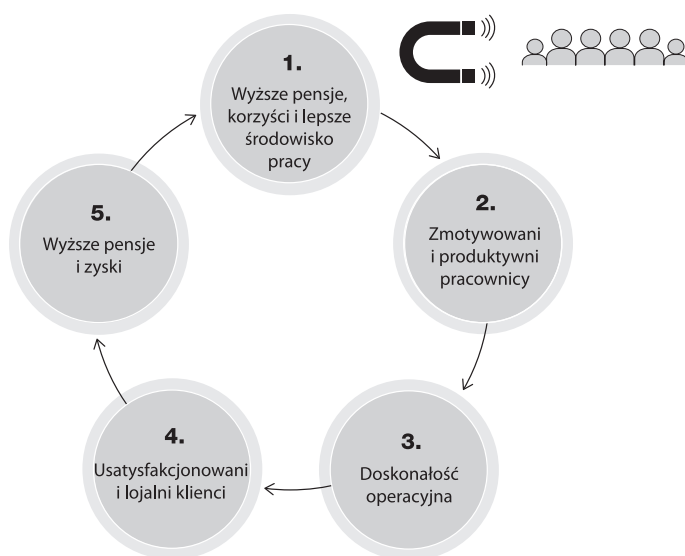 1.
Wyższe pensje,
korzyści i lepsze
środowisko
pracy
2.
Zmotywowani
i produktywni
pracownicy
3.
Doskonałość
operacyjna
4.
Usatysfakcjonowani
i lojalni klienci
5.
Wyższe pensje
i zyski